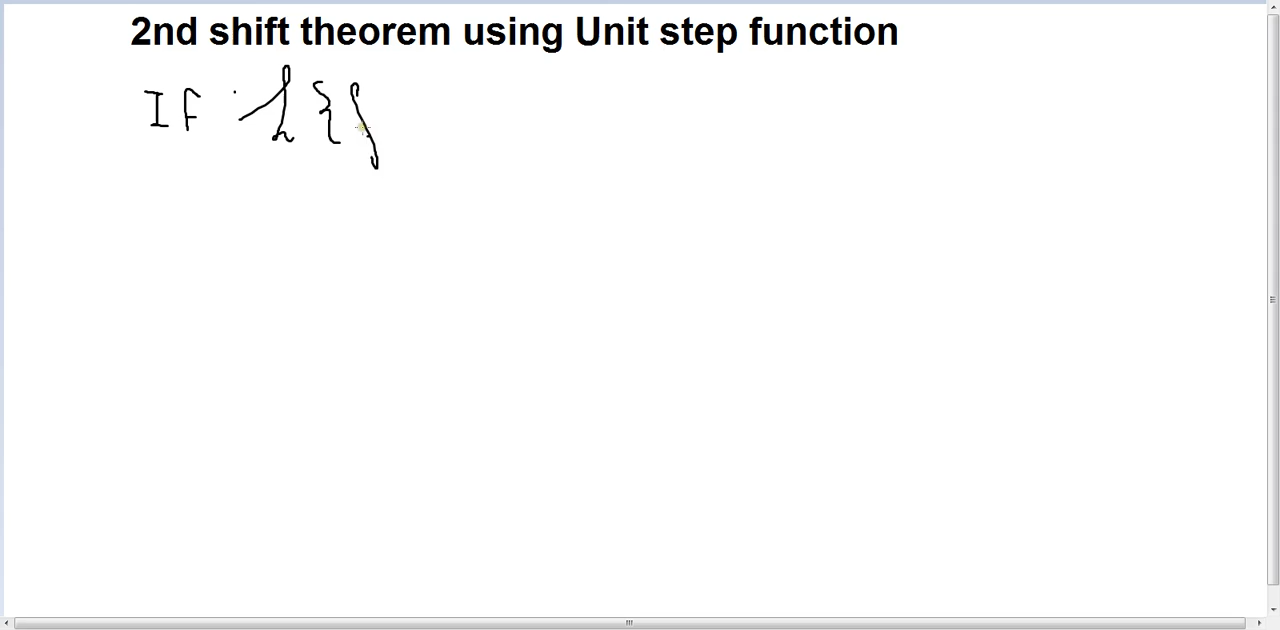 2nd shift theorem using Unit step function
If L{f